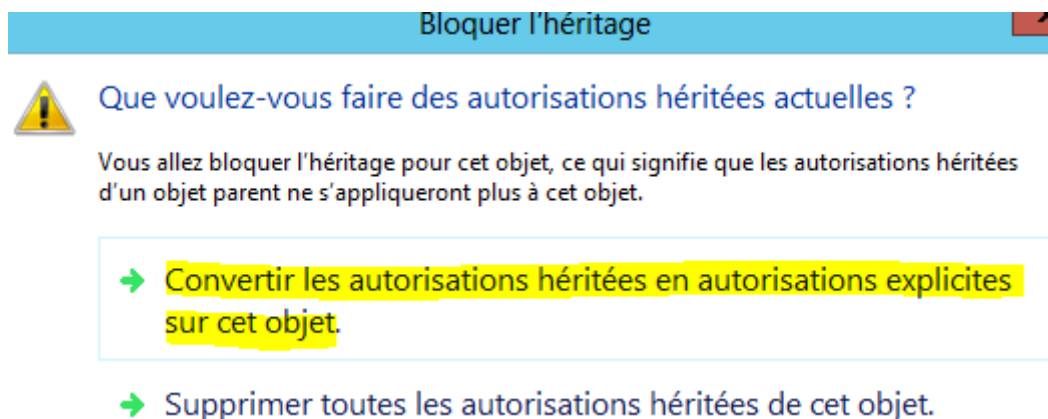 Bloquer l'héritage
Que voulez-vous faire des autorisations héritées actuelles ?
Vous allez bloquer l'héritage pour cet objet, ce qui signifie que les autorisations héritées
d'un objet parent ne s'appliqueront plus à cet objet.
Convertir les autorisations héritées en autorisations explicites
sur cet objet.
Supprimer toutes les autorisations héritées de cet objet.